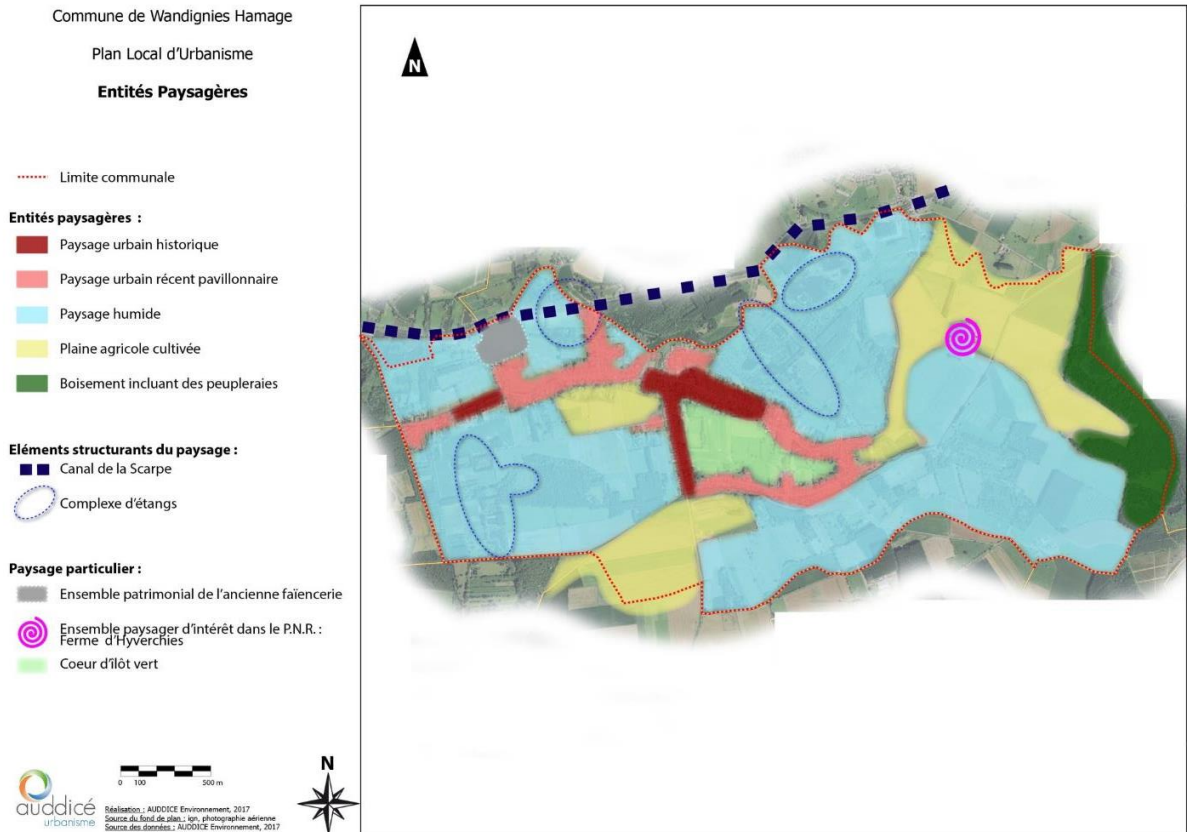 Commune de Wandignies Hamage
Plan Local d'Urbanisme
Entités Paysagères
Limite communale
Entités paysagères :
Paysage urbain historique
Paysage urbain récent pavillonnaire
Paysage humide
Plaine agricole cultivée
Boisement incluant des peupleraies
Eléments structurants du paysage :
Canal de la Scarpe
Complexe d'étangs
Paysage particulier :
Ensemble patrimonial de l'ancienne faïencerie
Ensemble paysager d'intérêt dans le P.N.R. :
Ferme d'Hyverchies
Coeur d'îlôt vert
auddicé
urbanisme
0 100 500 m
Réalisation : AUDDICE Environnement, 2017
Source du fond de plan : ign, photographie aérienne
Source des données : AUDDICE Environnement, 2017
N
N